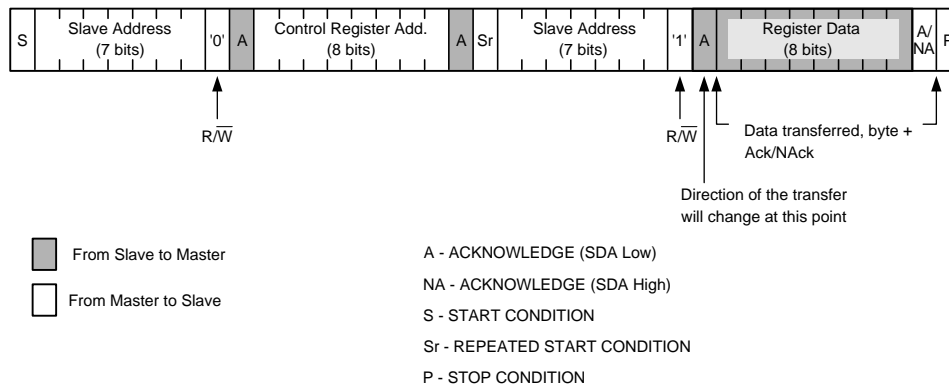 S Slave Address (7 bits) '0' A Control Register Add. (8 bits) A Sr Slave Address (7 bits) '1' A Register Data (8 bits) A/NA P
R/W̅
R/W̅
Data transferred, byte +
Ack/NAck
Direction of the transfer
will change at this point
From Slave to Master
From Master to Slave
A - ACKNOWLEDGE (SDA Low)
NA - ACKNOWLEDGE (SDA High)
S - START CONDITION
Sr - REPEATED START CONDITION
P - STOP CONDITION